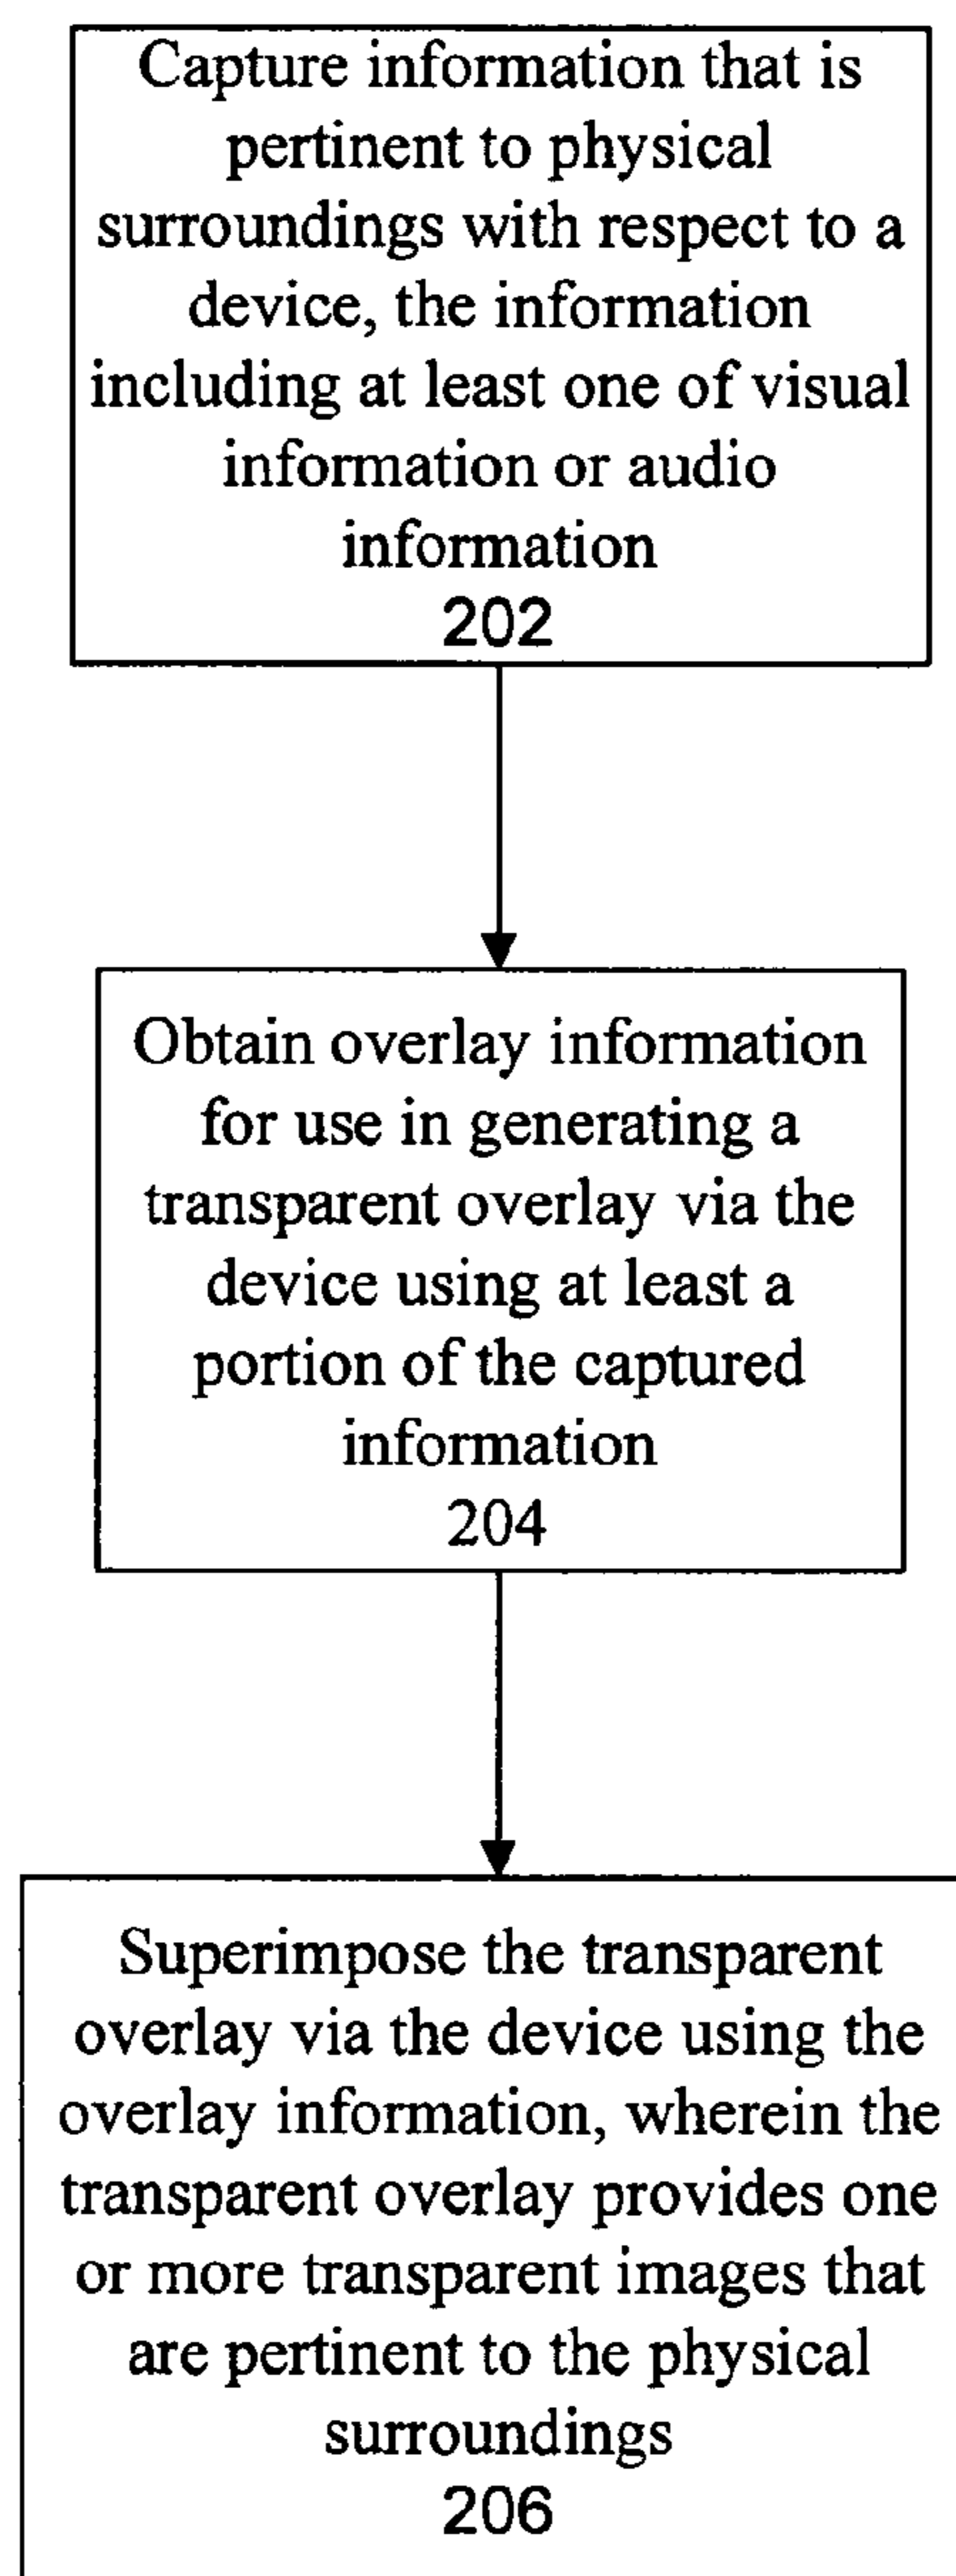 Capture information that is
pertinent to physical
surroundings with respect to a
device, the information
including at least one of visual
information or audio
information
202
Obtain overlay information
for use in generating a
transparent overlay via the
device using at least a
portion of the captured
information
204
Superimpose the transparent
overlay via the device using the
overlay information, wherein the
transparent overlay provides one
or more transparent images that
are pertinent to the physical
surroundings
206